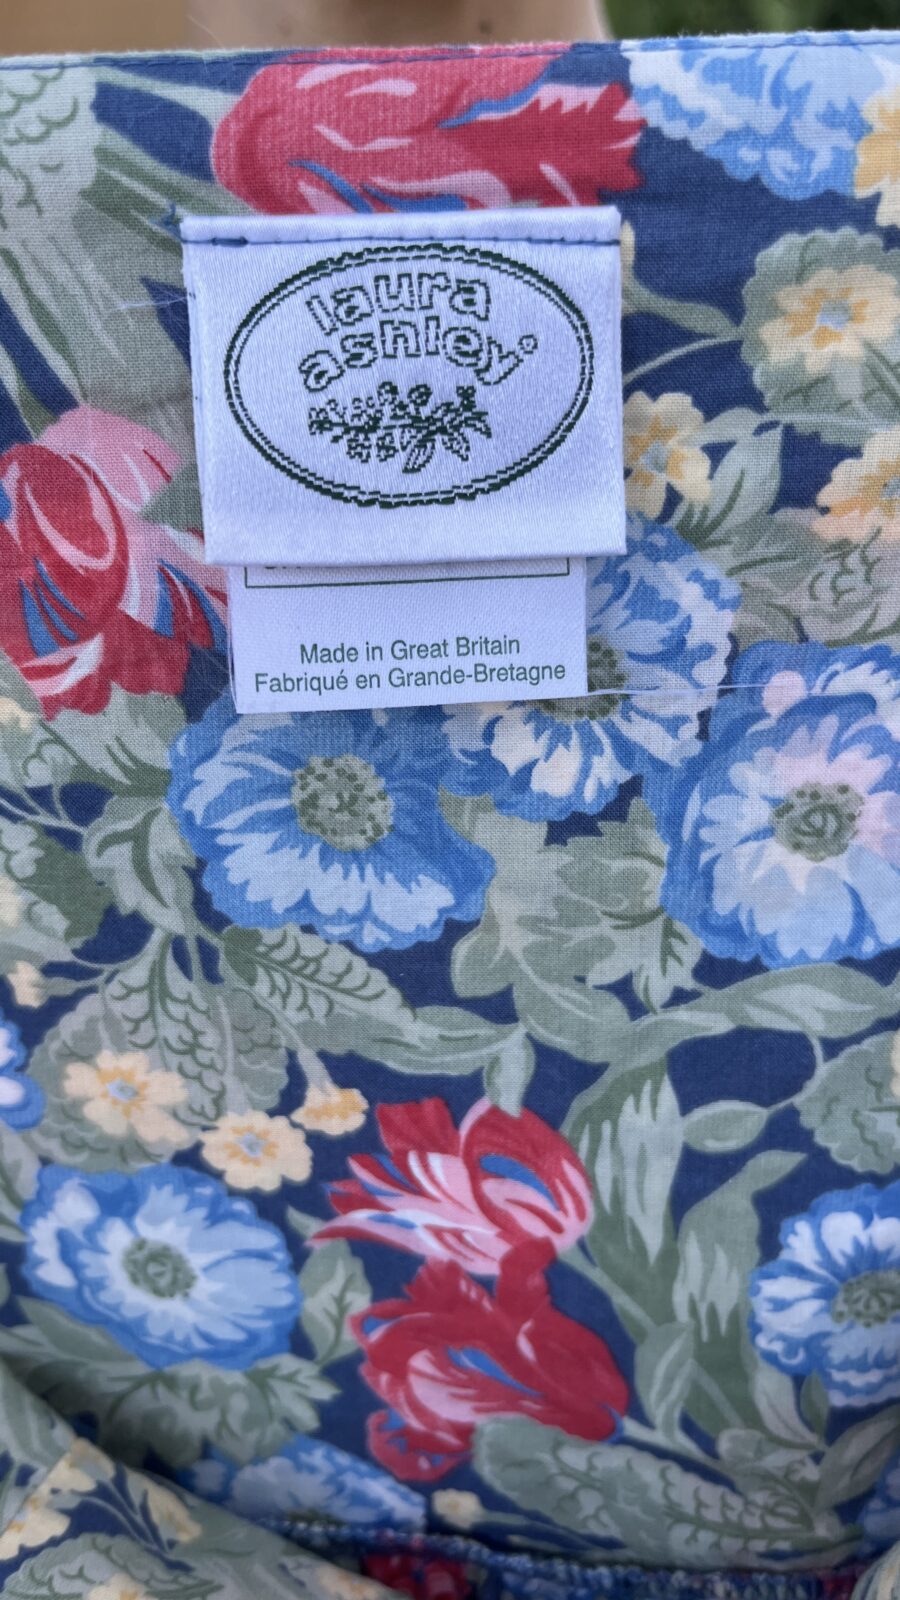 laura
ashley®
Made in Great Britain
Fabriqué en Grande-Bretagne